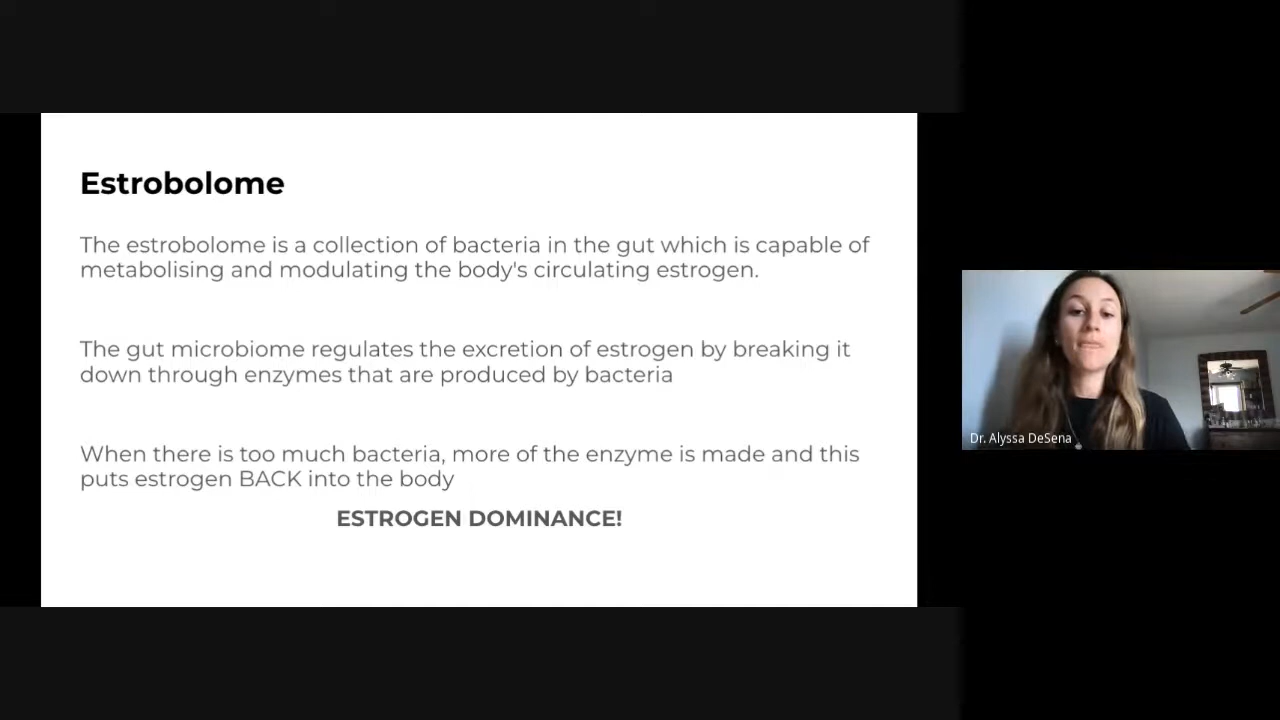 Estrobolome
The estrobolome is a collection of bacteria in the gut which is capable of
metabolising and modulating the body's circulating estrogen.
The gut microbiome regulates the excretion of estrogen by breaking it
down through enzymes that are produced by bacteria
When there is too much bacteria, more of the enzyme is made and this
puts estrogen BACK into the body
ESTROGEN DOMINANCE!
Dr. Alyssa DeSena